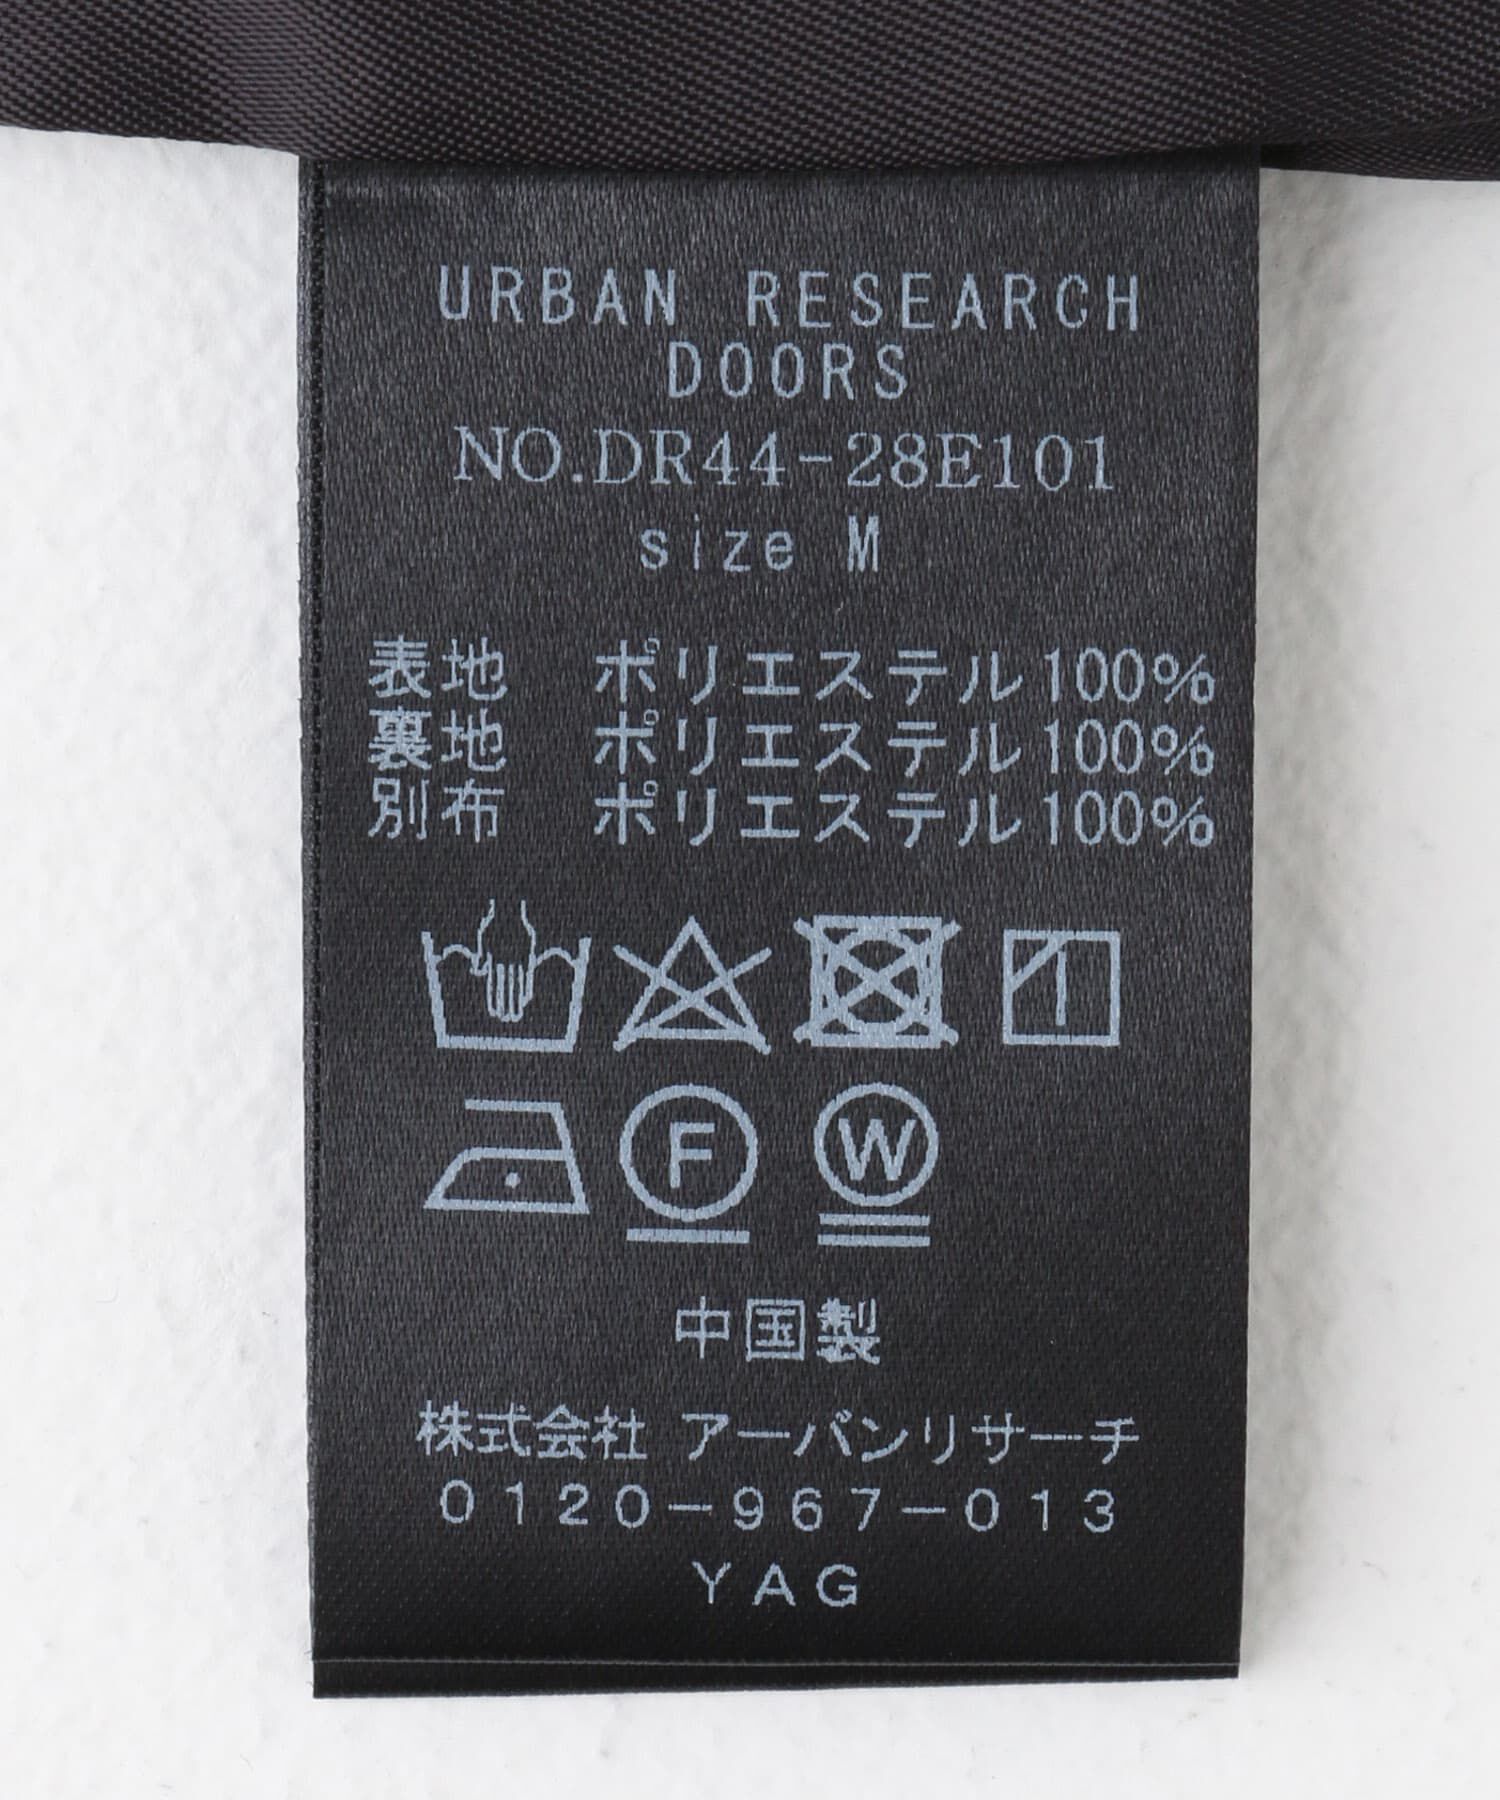 URBAN RESEARCH
DOORS
NO.DR44-28E101
size M
表地 ポリエステル100%
裏地 ポリエステル100%
別布 ポリエステル100%
F W
中国製
株式会社 アーバンリサーチ
0120-967-013
YAG